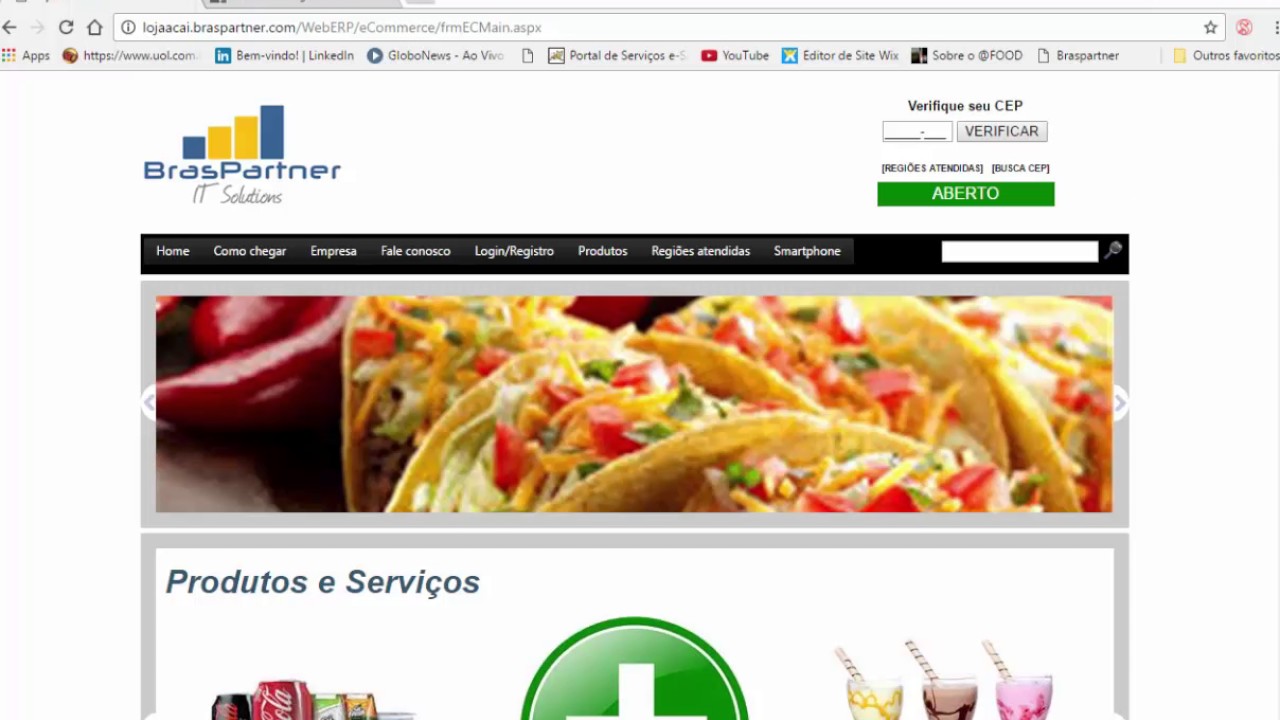 lojaacai.braspartner.com/WebERP/eCommerce/frmECMain.aspx
Apps https://www.uol.com. Bem-vindo! | LinkedIn GloboNews - Ao Vivo Portal de Serviços e-S YouTube Editor de Site Wix Sobre o @FOOD Braspartner Outros favoritos
BrasPartner
IT Solutions
Verifique seu CEP
_____-___ VERIFICAR
[REGIÕES ATENDIDAS] [BUSCA CEP]
ABERTO
Home Como chegar Empresa Fale conosco Login/Registro Produtos Regiões atendidas Smartphone
Produtos e Serviços